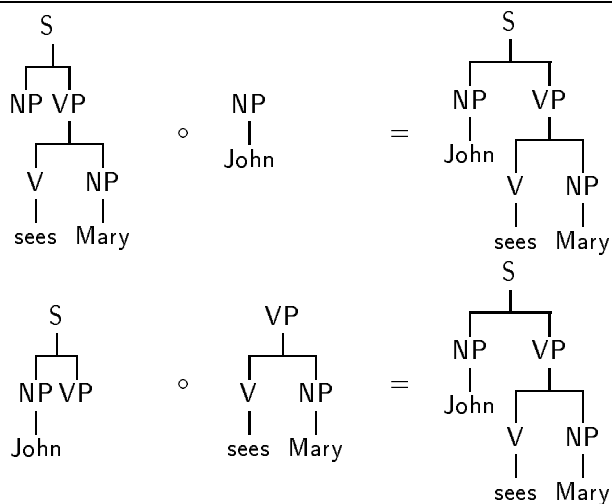 S S
NP VP NP NP VP
∘ =
John John
V NP V NP
sees Mary sees Mary
S
S VP
NP VP
NP VP V NP ∘ =
John
John sees Mary V NP
sees Mary